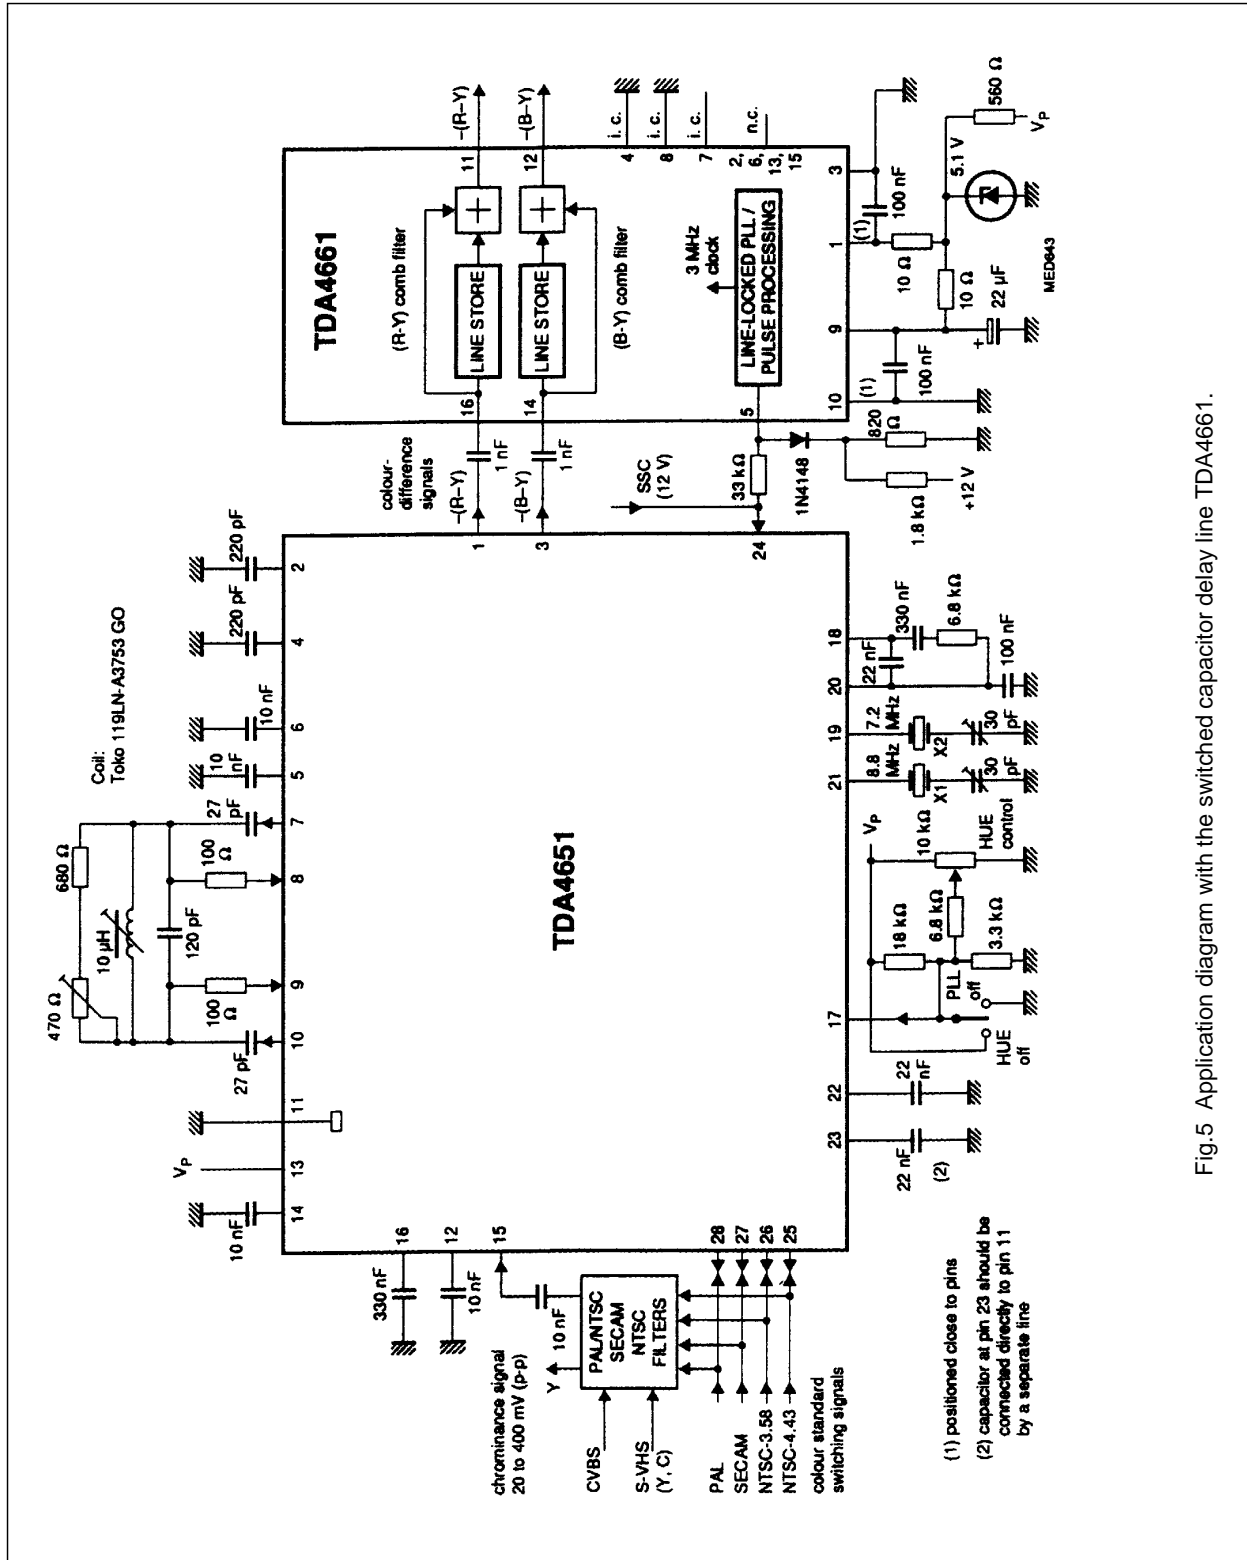 Coil:
Toko 119LN-A3753 GO
470 Ω
680 Ω
10 µH
120 pF
100
Ω
100
Ω
27 pF
27
pF
10
nF
10 nF
220 pF
220 pF
10 nF
VP
14
13
11
10
9
8
7
5
6
4
2
TDA4651
330 nF
16
10 nF
12
15
10 nF
chrominance signal
20 to 400 mV (p-p)
Y
CVBS
S-VHS
(Y, C)
PAL/NTSC
SECAM
NTSC
FILTERS
PAL
SECAM
NTSC-3.58
NTSC-4.43
colour standard
switching signals
28
27
26
25
23
22
17
21
19
20
18
22 nF
(2)
22
nF
HUE
off
PLL
off
18 kΩ
6.8 kΩ
3.3 kΩ
VP
10 kΩ
HUE
control
8.8
MHz
X1
30
pF
7.2
MHz
X2
30
pF
22 nF
330 nF
6.8 kΩ
100 nF
1
3
24
colour-
difference
signals
-(R-Y)
1 nF
-(B-Y)
1 nF
SSC
(12 V)
33 kΩ
1N4148
820
Ω
1.8 kΩ
+12 V
TDA4661
16
14
5
(R-Y) comb filter
LINE STORE
LINE STORE
(B-Y) comb filter
3 MHz
clock
LINE-LOCKED PLL /
PULSE PROCESSING
+
+
11
-(R-Y)
12
-(B-Y)
4
i. c.
8
i. c.
7
i. c.
2,
6,
13,
15
n.c.
10
9
1
3
(1)
100 nF
10 Ω
22 µF
+
10 Ω
(1)
100 nF
5.1 V
560 Ω
VP
MED643
(1) positioned close to pins
(2) capacitor at pin 23 should be
connected directly to pin 11
by a separate line
Fig.5 Application diagram with the switched capacitor delay line TDA4661.